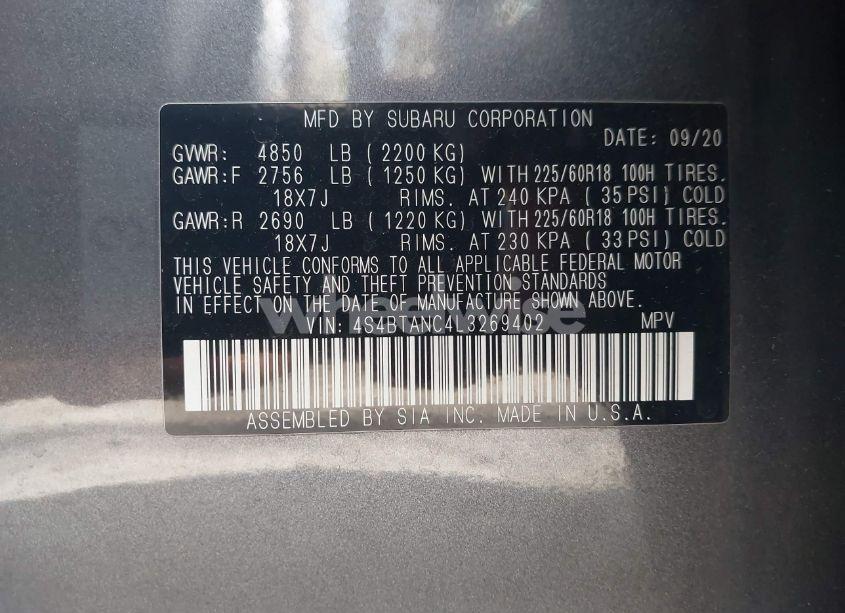 MFD BY SUBARU CORPORATION
DATE: 09/20
GVWR: 4850 LB (2200 KG)
GAWR:F 2756 LB (1250 KG) WITH 225/60R18 100H TIRES.
18X7J RIMS. AT 240 KPA (35 PSI) COLD
GAWR:R 2690 LB (1220 KG) WITH 225/60R18 100H TIRES.
18X7J RIMS. AT 230 KPA (33 PSI) COLD
THIS VEHICLE CONFORMS TO ALL APPLICABLE FEDERAL MOTOR
VEHICLE SAFETY AND THEFT PREVENTION STANDARDS
IN EFFECT ON THE DATE OF MANUFACTURE SHOWN ABOVE.
wheelwise
VIN: 4S4BTANC4L3269402 MPV
ASSEMBLED BY SIA INC. MADE IN U.S.A.